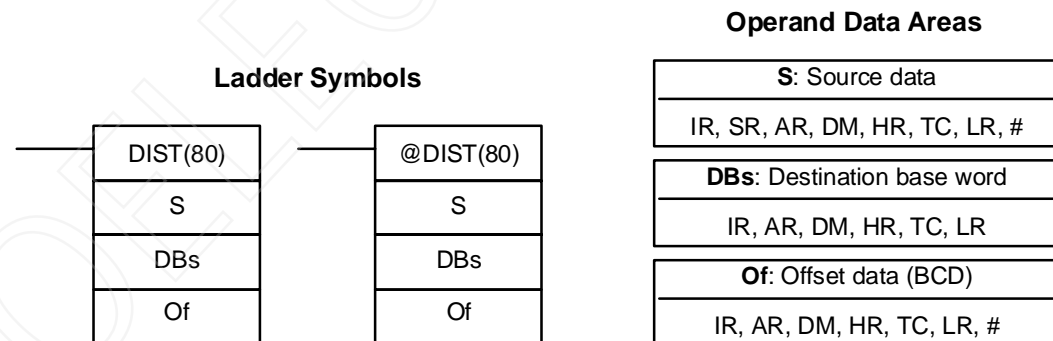 Operand Data Areas
Ladder Symbols
S: Source data
IR, SR, AR, DM, HR, TC, LR, #
DBs: Destination base word
IR, AR, DM, HR, TC, LR
Of: Offset data (BCD)
IR, AR, DM, HR, TC, LR, #
DIST(80)
S
DBs
Of
@DIST(80)
S
DBs
Of